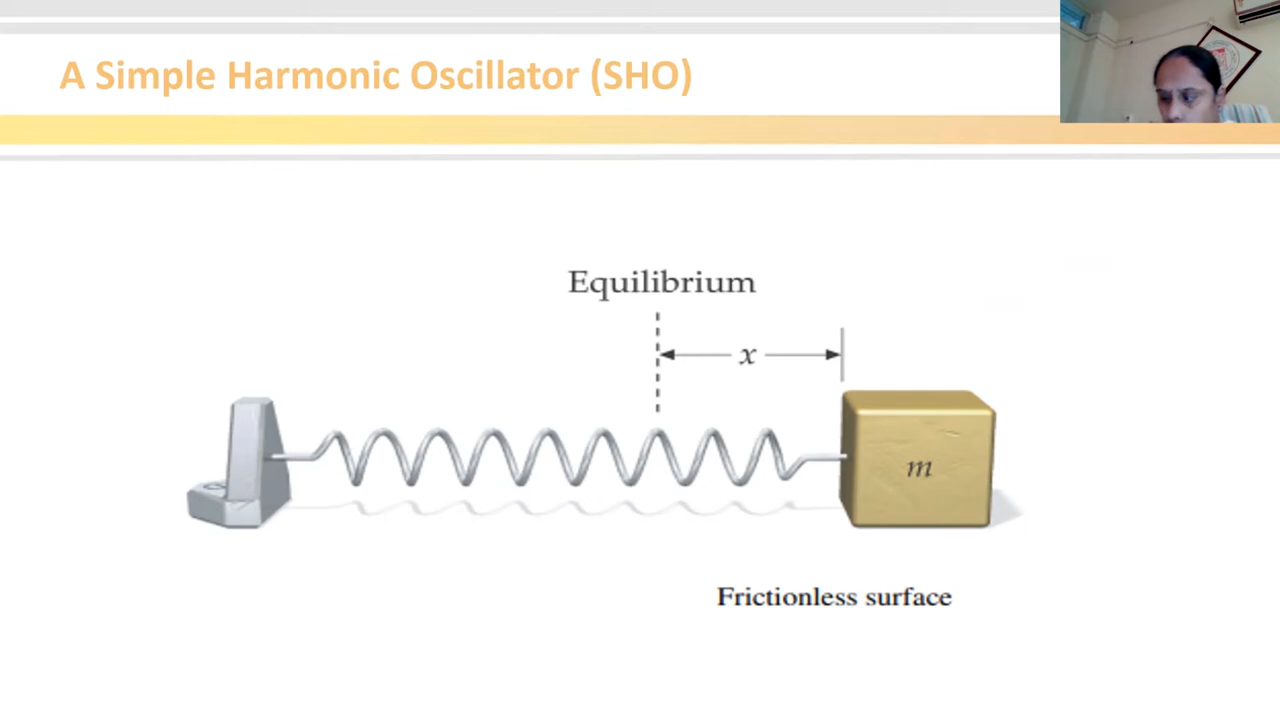 A Simple Harmonic Oscillator (SHO)
Equilibrium
x
m
Frictionless surface